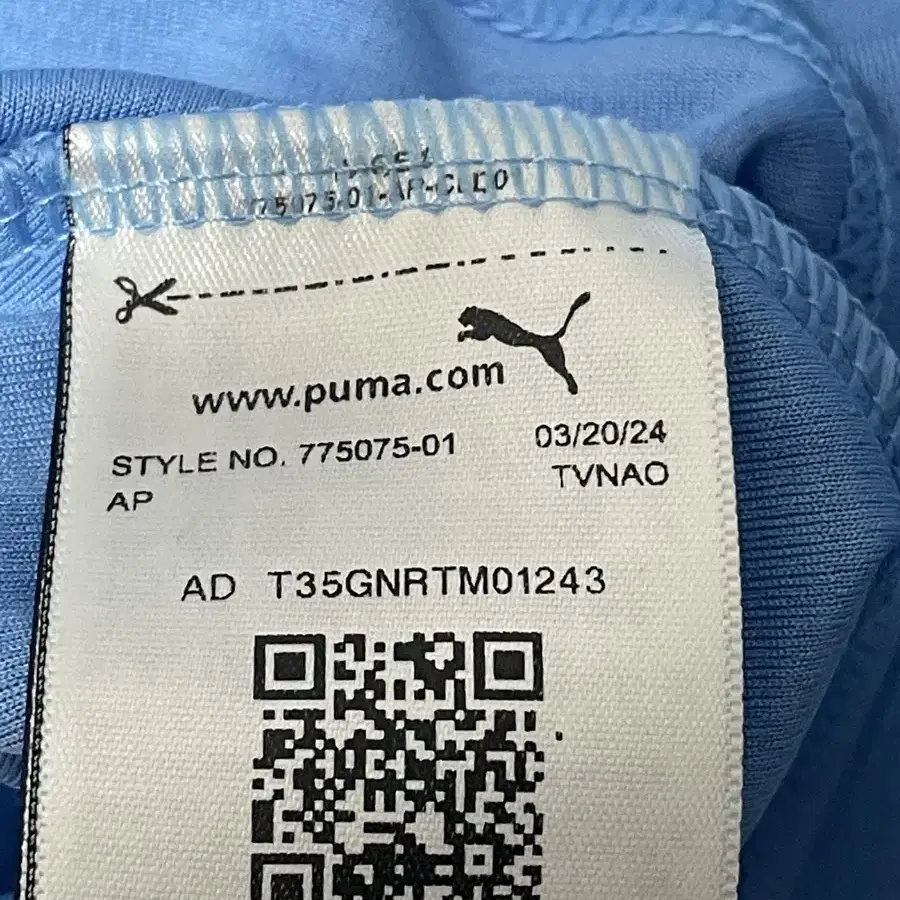 www.puma.com
STYLE NO. 775075-01
03/20/24
AP
TVNAO
AD T35GNRTM01243